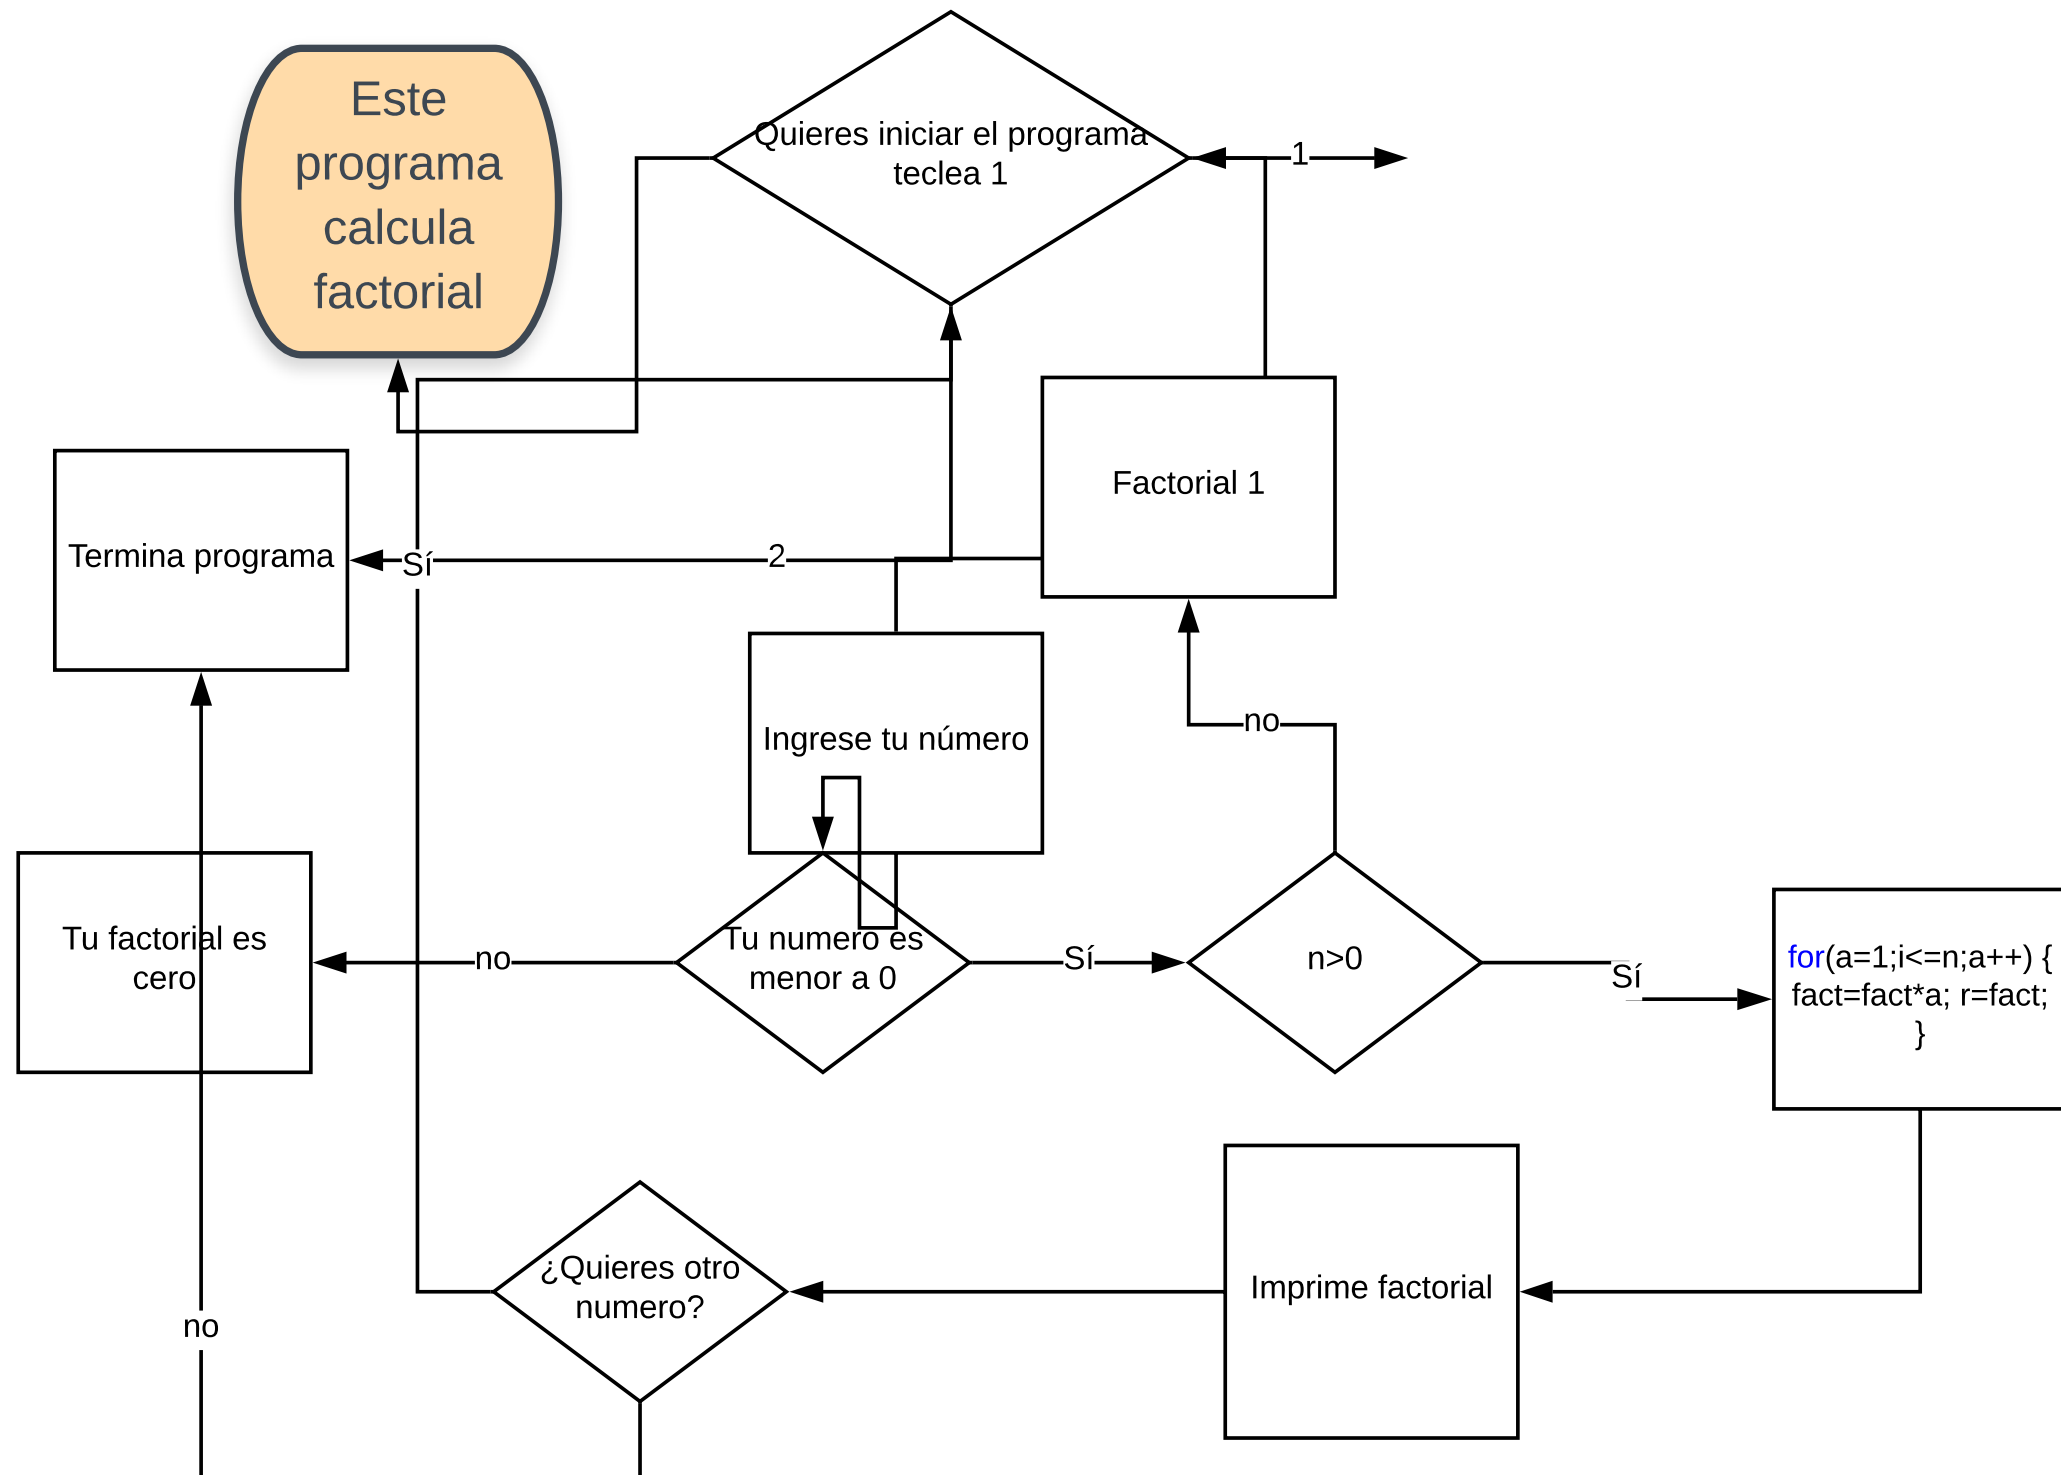 Este
programa
calcula
factorial
Quieres iniciar el programa
teclea 1
1
Factorial 1
Termina programa
Sí
2
Ingrese tu número
no
Tu factorial es
cero
no
Tu numero es
menor a 0
Sí
n>0
Sí
for(a=1;i<=n;a++) {
fact=fact*a; r=fact;
}
¿Quieres otro
numero?
Imprime factorial
no